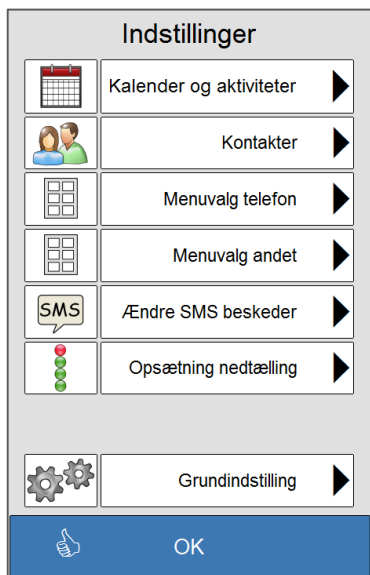 Indstillinger
Kalender og aktiviteter
Kontakter
Menuvalg telefon
Menuvalg andet
SMS Ændre SMS beskeder
Opsætning nedtælling
Grundindstilling
OK